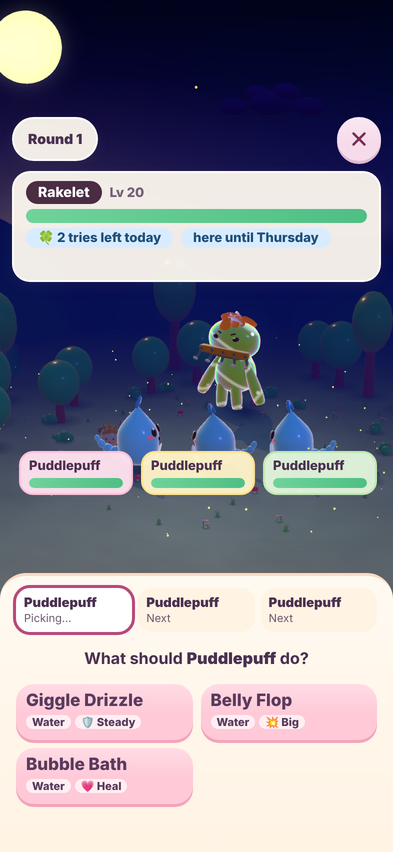 Round 1
✕
Rakelet Lv 20
🍀 2 tries left today here until Thursday
Puddlepuff Puddlepuff Puddlepuff
Puddlepuff Puddlepuff Puddlepuff
Picking... Next Next
What should Puddlepuff do?
Giggle Drizzle Belly Flop
Water 🛡️ Steady Water 💥 Big
Bubble Bath
Water 💗 Heal